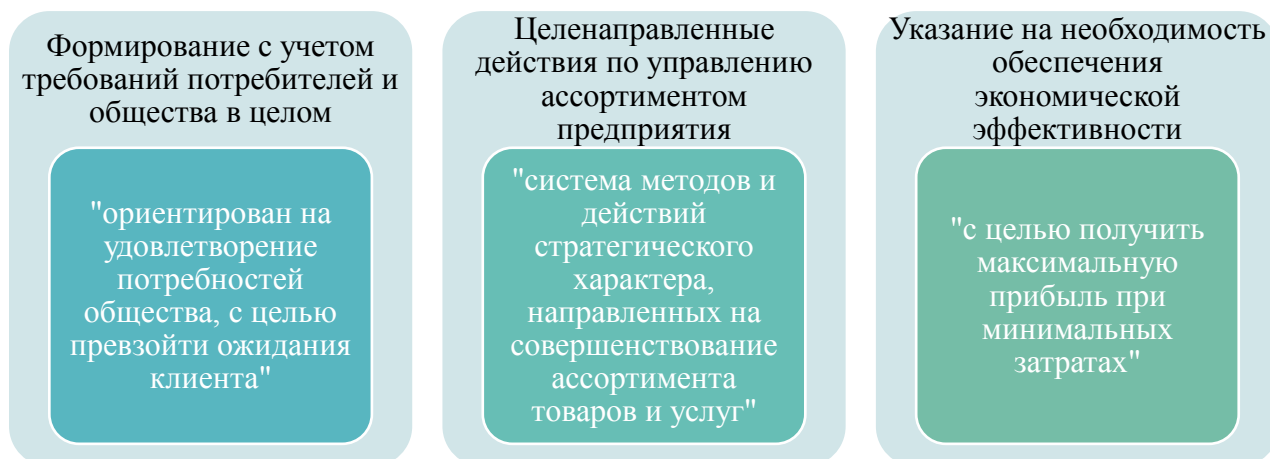 Формирование с учетом
требований потребителей и
общества в целом
"ориентирован на
удовлетворение
потребностей
общества, с целью
превзойти ожидания
клиента"
Целенаправленные
действия по управлению
ассортиментом
предприятия
"система методов и
действий
стратегического
характера,
направленных на
совершенствование
ассортимента
товаров и услуг"
Указание на необходимость
обеспечения
экономической
эффективности
"с целью получить
максимальную
прибыль при
минимальных
затратах"